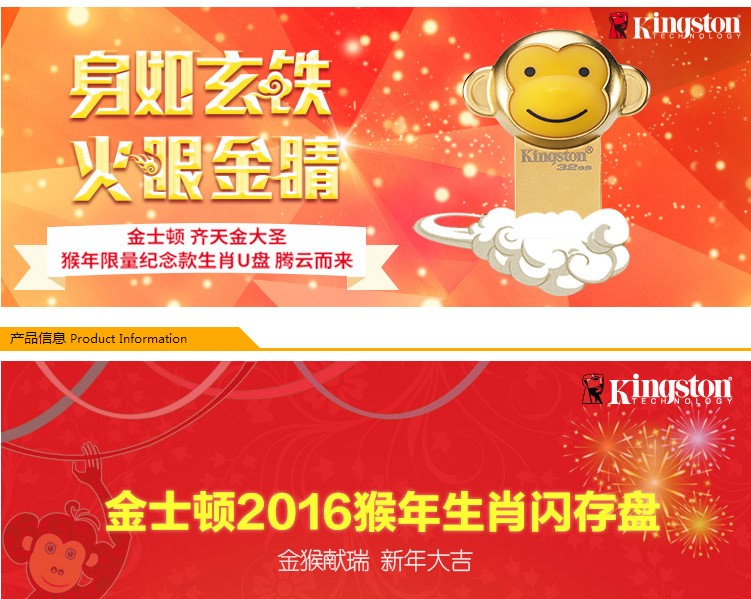 Kingston
TECHNOLOGY
身如玄铁
火眼金睛
Kingston
32GB
金士顿 齐天金大圣
猴年限量纪念款生肖U盘 腾云而来
产品信息 Product Information
Kingston
TECHNOLOGY
金士顿2016猴年生肖闪存盘
金猴献瑞 新年大吉